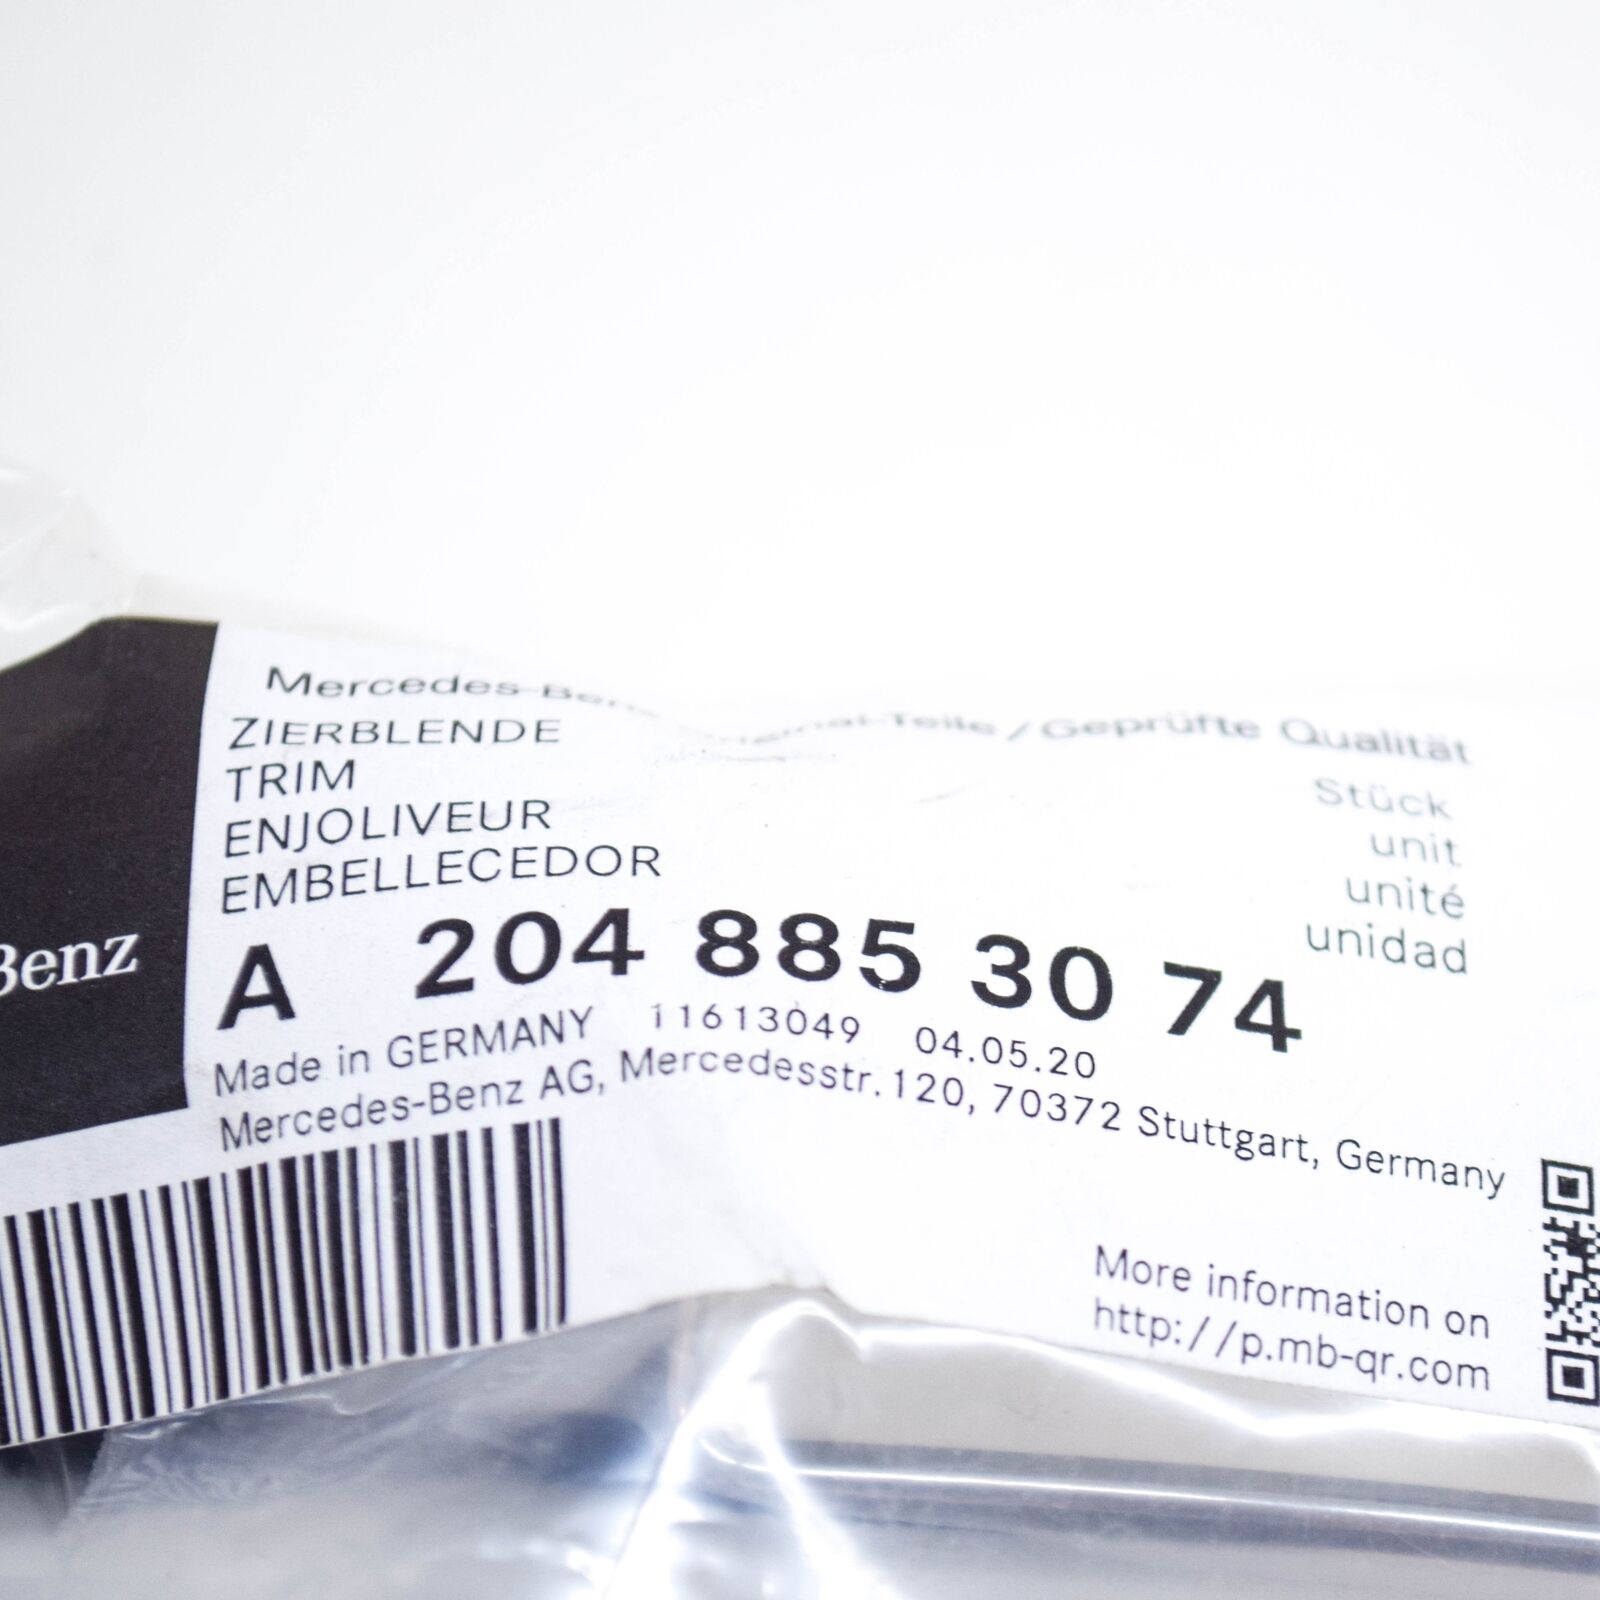 Mercedes-Benz Original-Teile / Geprüfte Qualität
ZIERBLENDE
TRIM
ENJOLIVEUR
EMBELLECEDOR
Stück
unit
unité
unidad
Benz
A 204 885 30 74
Made in GERMANY 11613049 04.05.20
Mercedes-Benz AG, Mercedesstr. 120, 70372 Stuttgart, Germany
More information on
http://p.mb-qr.com